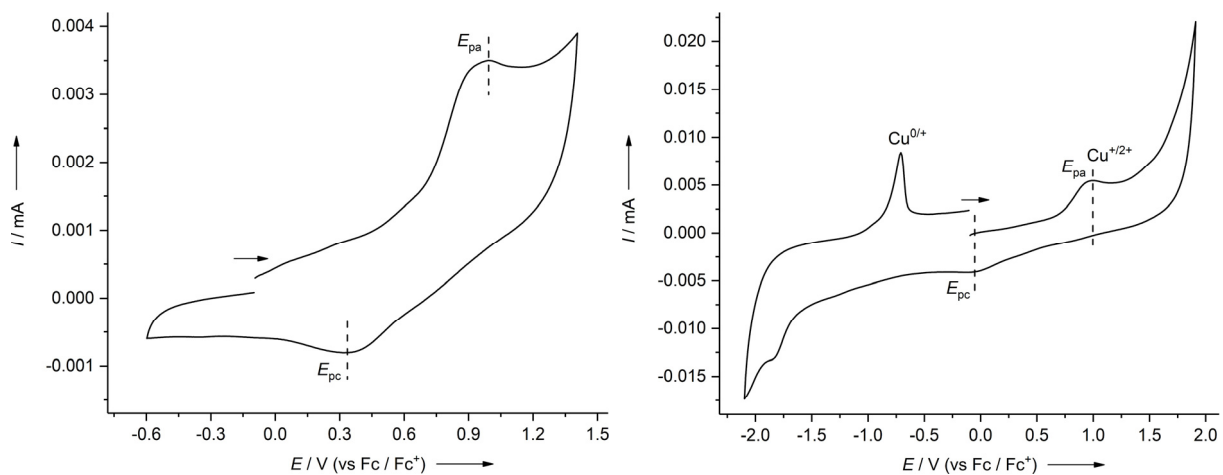 0.004
0.003
0.002
0.001
0.000
-0.001
I / mA
-0.6 -0.3 0.0 0.3 0.6 0.9 1.2 1.5
E / V (vs Fc / Fc⁺)
Eₚₐ
Eₚ꜀
0.020
0.015
0.010
0.005
0.000
-0.005
-0.010
-0.015
I / mA
-2.0 -1.5 -1.0 -0.5 0.0 0.5 1.0 1.5 2.0
E / V (vs Fc / Fc⁺)
Cu⁰/⁺
Eₚₐ Cu⁺/²⁺
Eₚ꜀